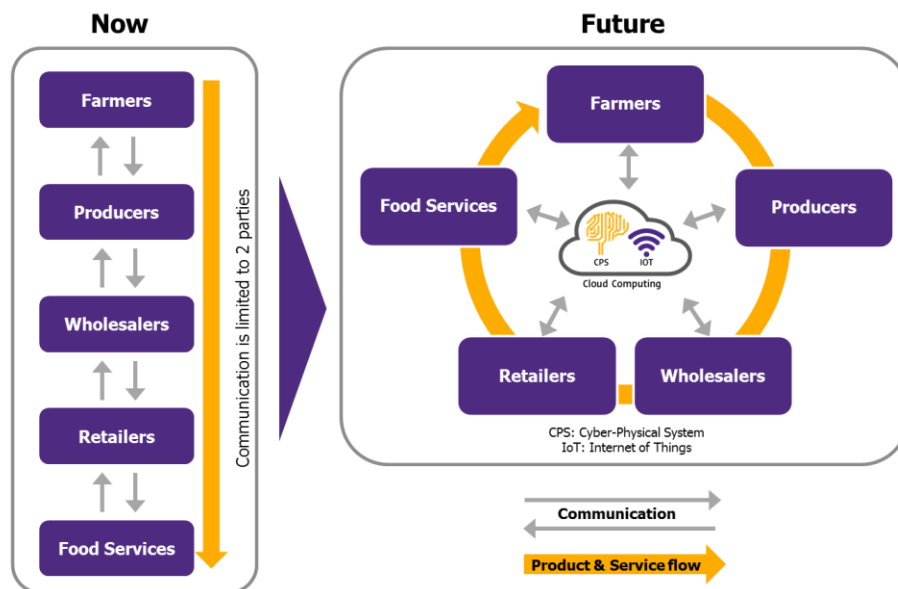 Now
Farmers
Producers
Wholesalers
Retailers
Food Services
Communication is limited to 2 parties
Future
Farmers
Food Services
Producers
CPS
IOT
Cloud Computing
Retailers
Wholesalers
CPS: Cyber-Physical System
IoT: Internet of Things
Communication
Product & Service flow